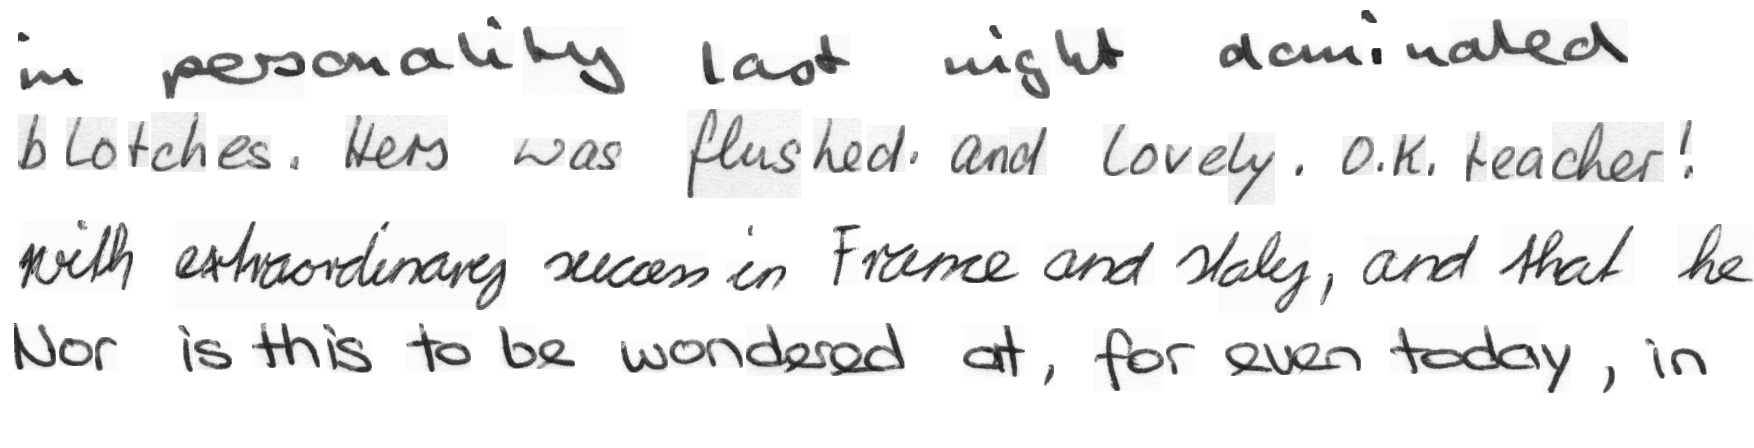 in personality last night dominated
blotches. Hers was flushed. and lovely. O.K. teacher!
with extraordinary success in France and Italy, and that he
Nor is this to be wondered at, for even today, in